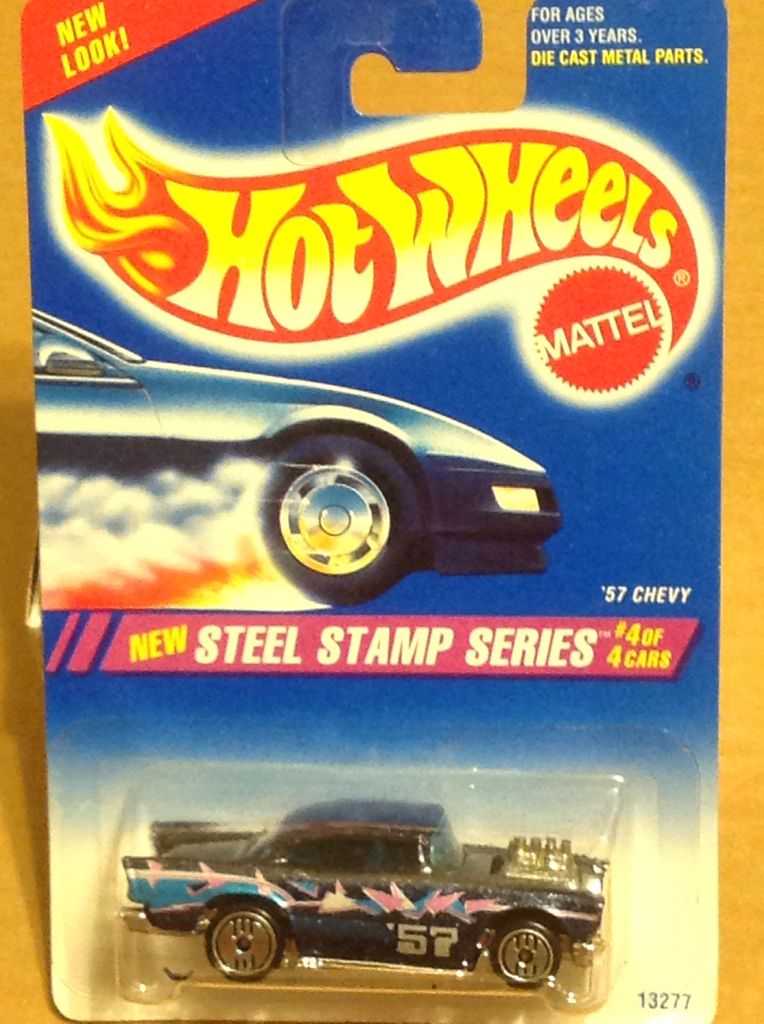 NEW
LOOK!
FOR AGES
OVER 3 YEARS.
DIE CAST METAL PARTS.
HOT WHEELS®
MATTEL
®
'57 CHEVY
NEW STEEL STAMP SERIES™ #4 OF
4 CARS
'57
13277